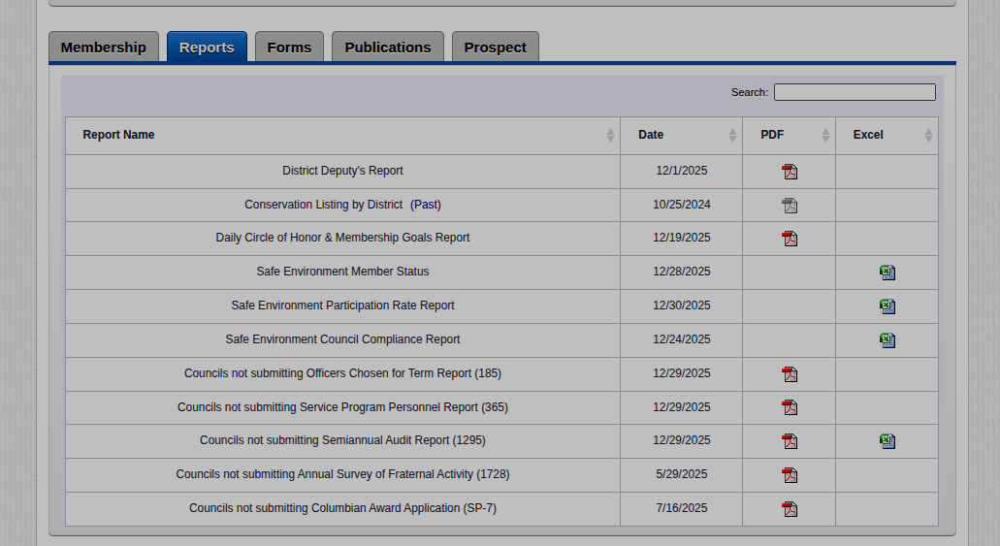 Membership Reports Forms Publications Prospect
Search:
Report Name Date PDF Excel
District Deputy's Report 12/1/2025
Conservation Listing by District (Past) 10/25/2024
Daily Circle of Honor & Membership Goals Report 12/19/2025
Safe Environment Member Status 12/28/2025
Safe Environment Participation Rate Report 12/30/2025
Safe Environment Council Compliance Report 12/24/2025
Councils not submitting Officers Chosen for Term Report (185) 12/29/2025
Councils not submitting Service Program Personnel Report (365) 12/29/2025
Councils not submitting Semiannual Audit Report (1295) 12/29/2025
Councils not submitting Annual Survey of Fraternal Activity (1728) 5/29/2025
Councils not submitting Columbian Award Application (SP-7) 7/16/2025